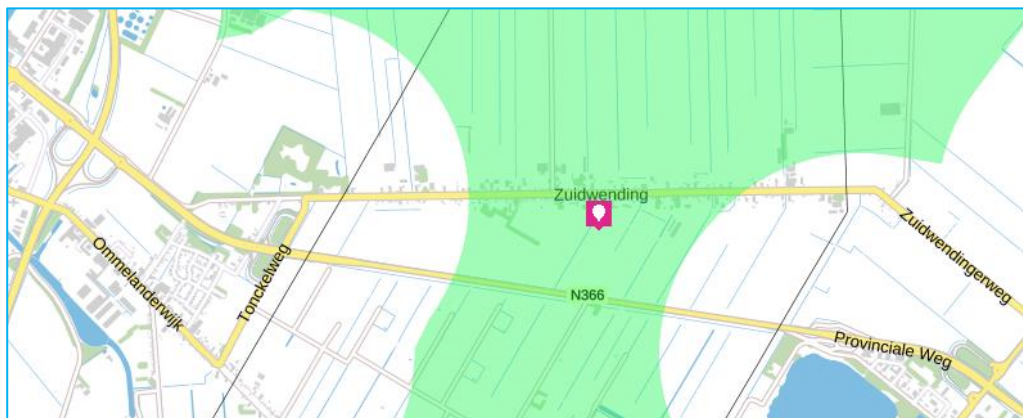 Zuidwending
Zuidwendingerweg
Ommelanderwijk
Tonckelweg
N366
Provinciale Weg